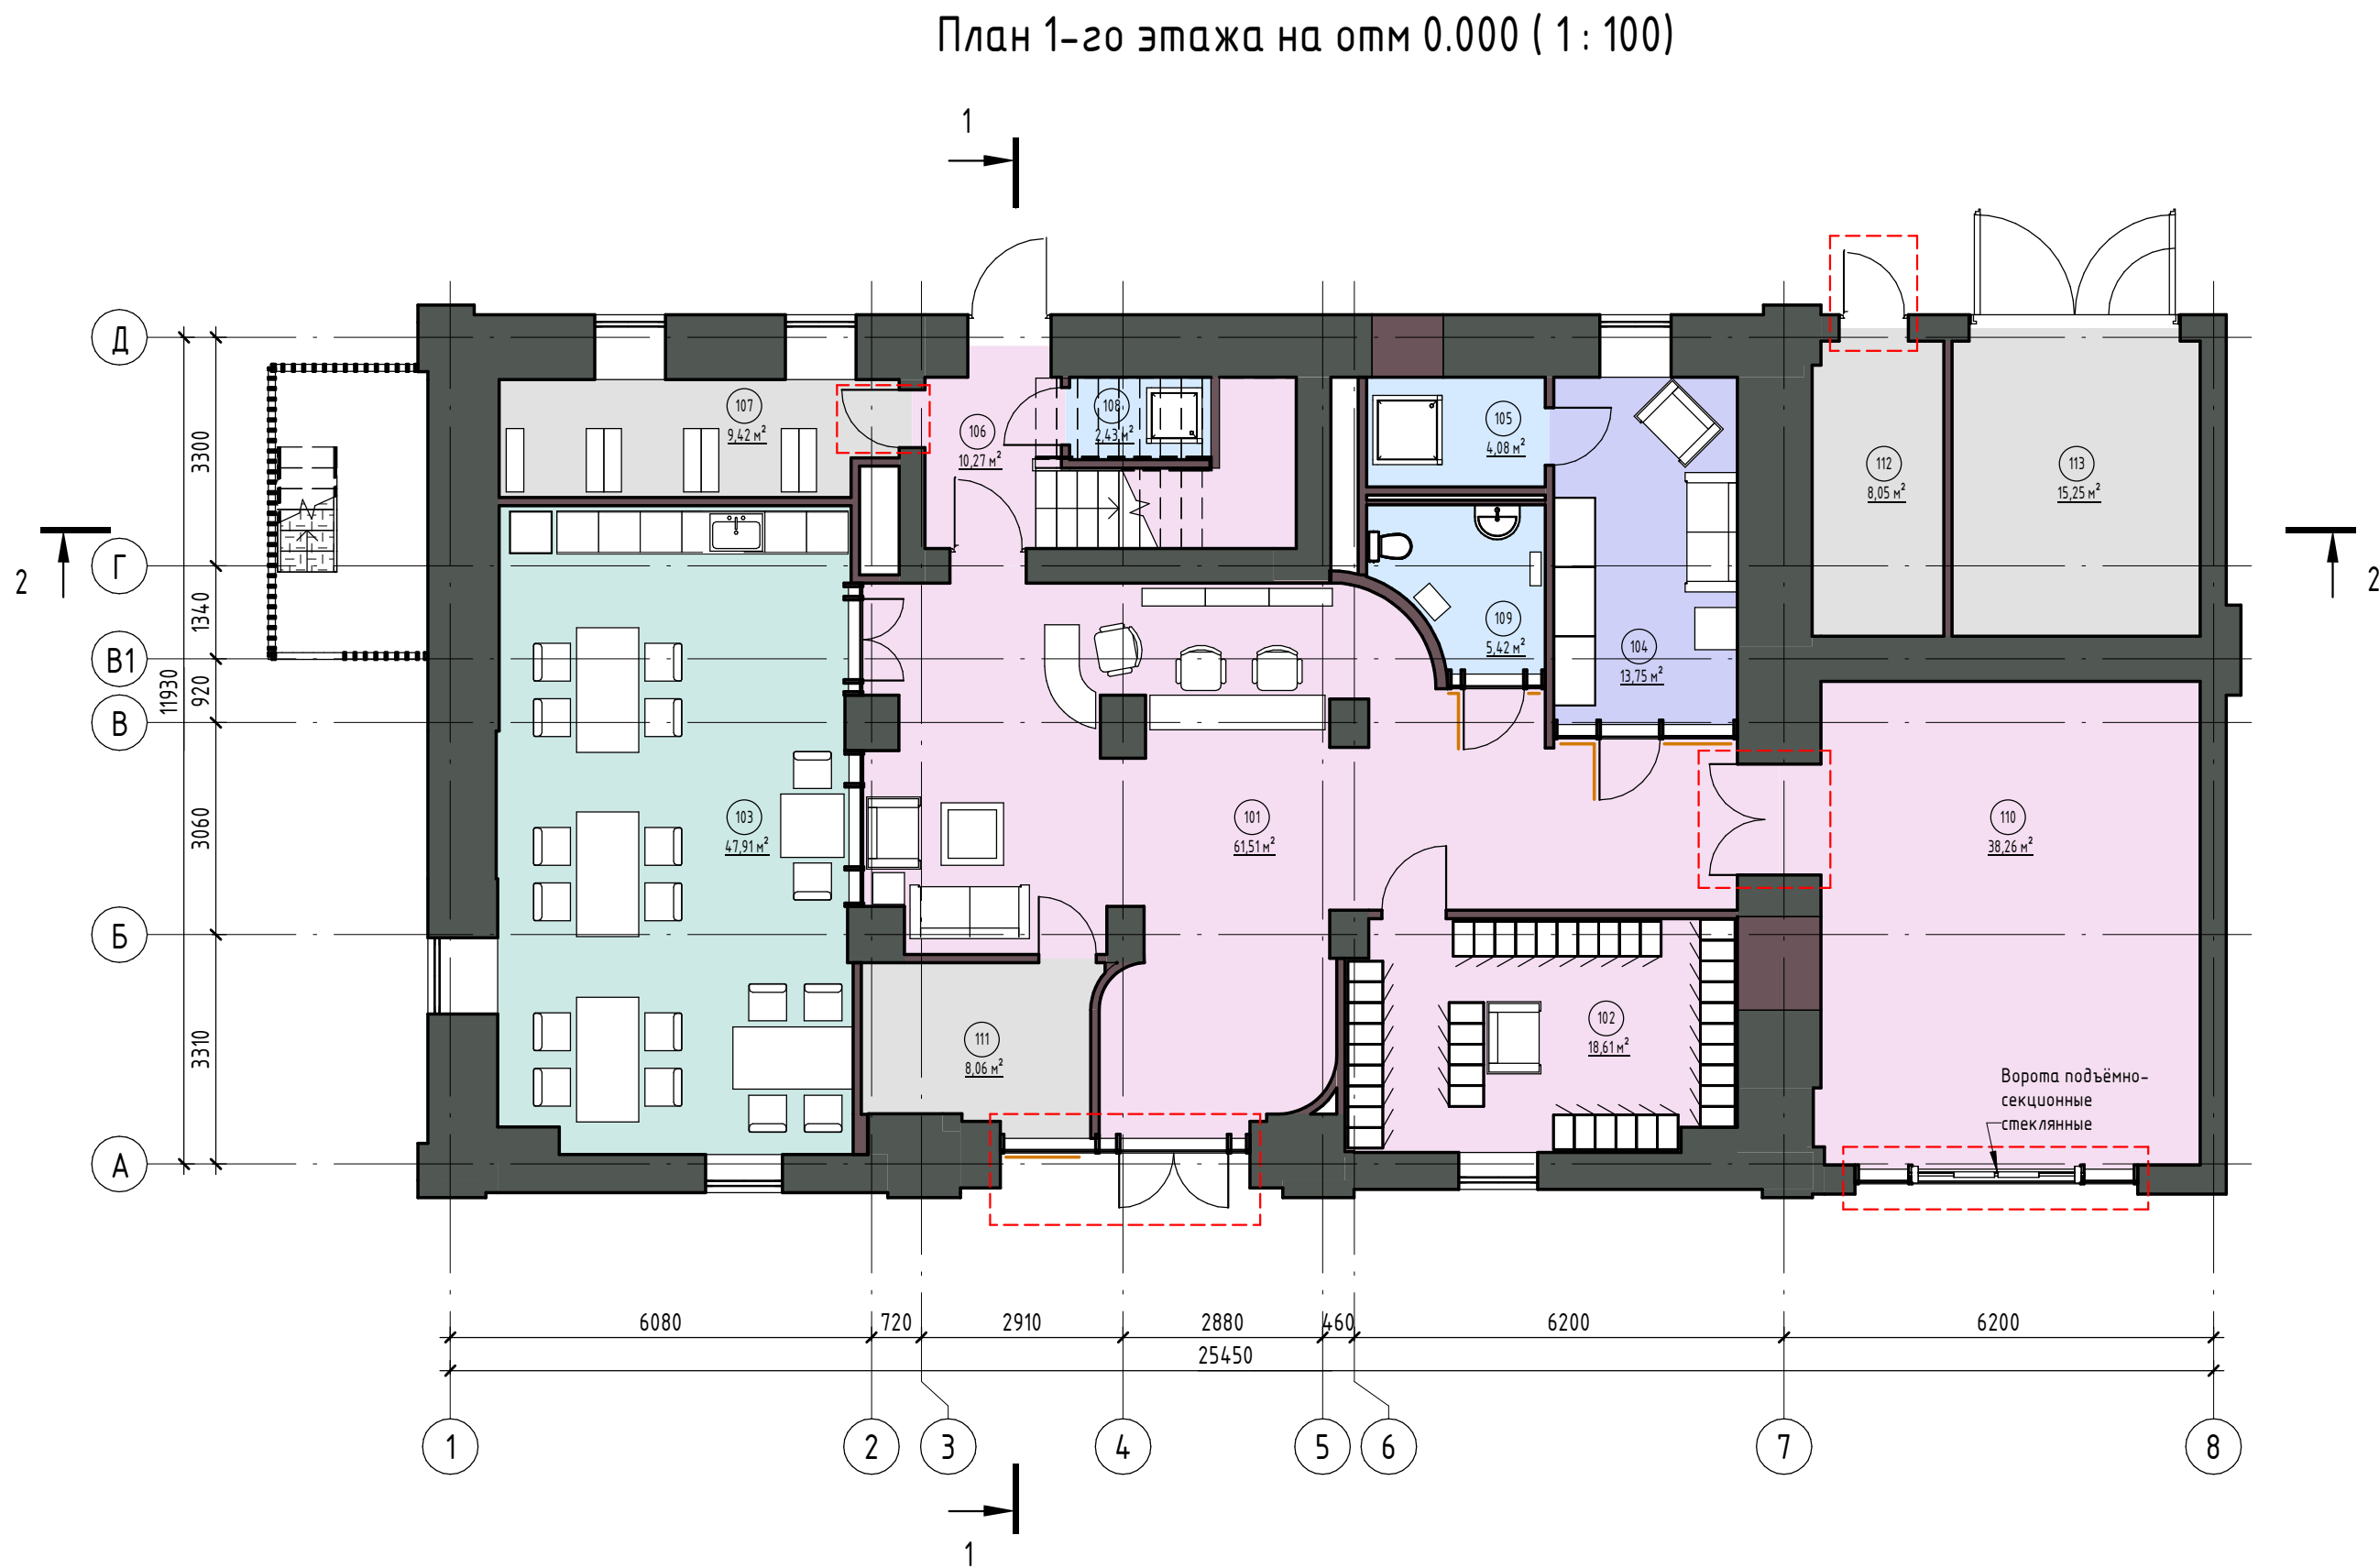 План 1-го этажа на отм 0.000 ( 1 : 100)
1
Д
Г
В1
В
Б
А
3300
1340
920
3060
3310
11930
2
2
107
9,42 м²
106
10,27 м²
108
2,43 м²
105
4,08 м²
112
8,05 м²
113
15,25 м²
109
5,42 м²
104
13,75 м²
103
47,91 м²
101
61,51 м²
110
38,26 м²
111
8,06 м²
102
18,61 м²
Ворота подъёмно-
секционные
стеклянные
6080
720
2910
2880
460
6200
6200
25450
1
2
3
4
5
6
7
8
1